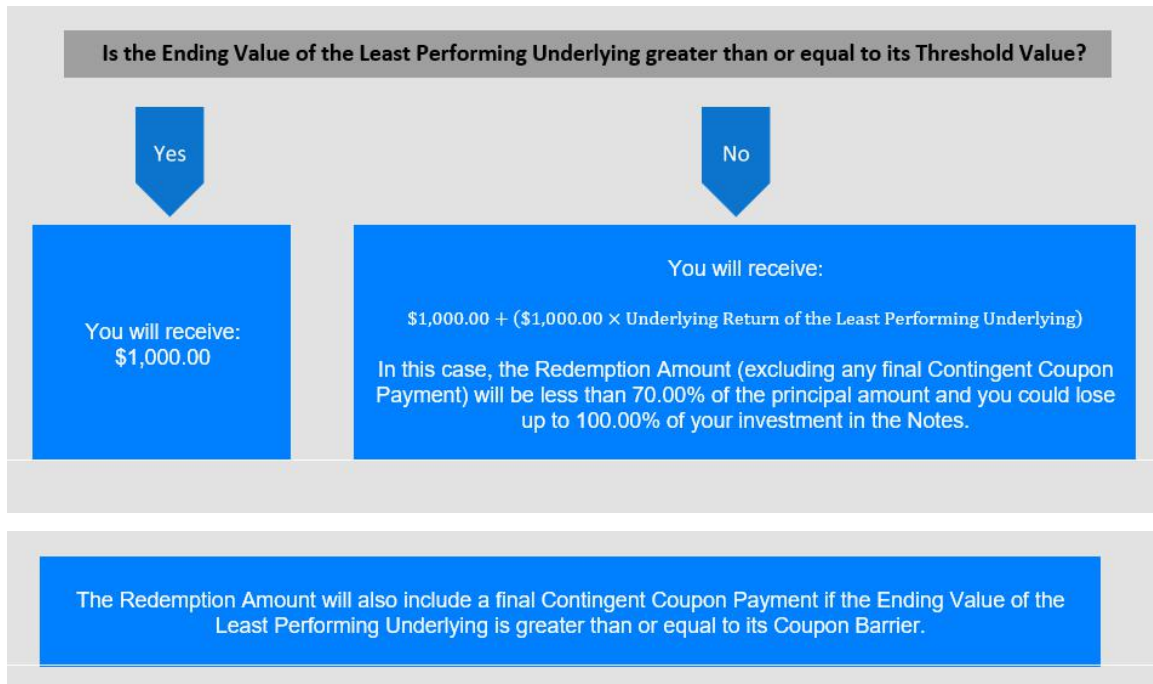 Is the Ending Value of the Least Performing Underlying greater than or equal to its Threshold Value?
Yes
No
You will receive:
$1,000.00
You will receive:
$1,000.00 + ($1,000.00 × Underlying Return of the Least Performing Underlying)
In this case, the Redemption Amount (excluding any final Contingent Coupon
Payment) will be less than 70.00% of the principal amount and you could lose
up to 100.00% of your investment in the Notes.
The Redemption Amount will also include a final Contingent Coupon Payment if the Ending Value of the
Least Performing Underlying is greater than or equal to its Coupon Barrier.